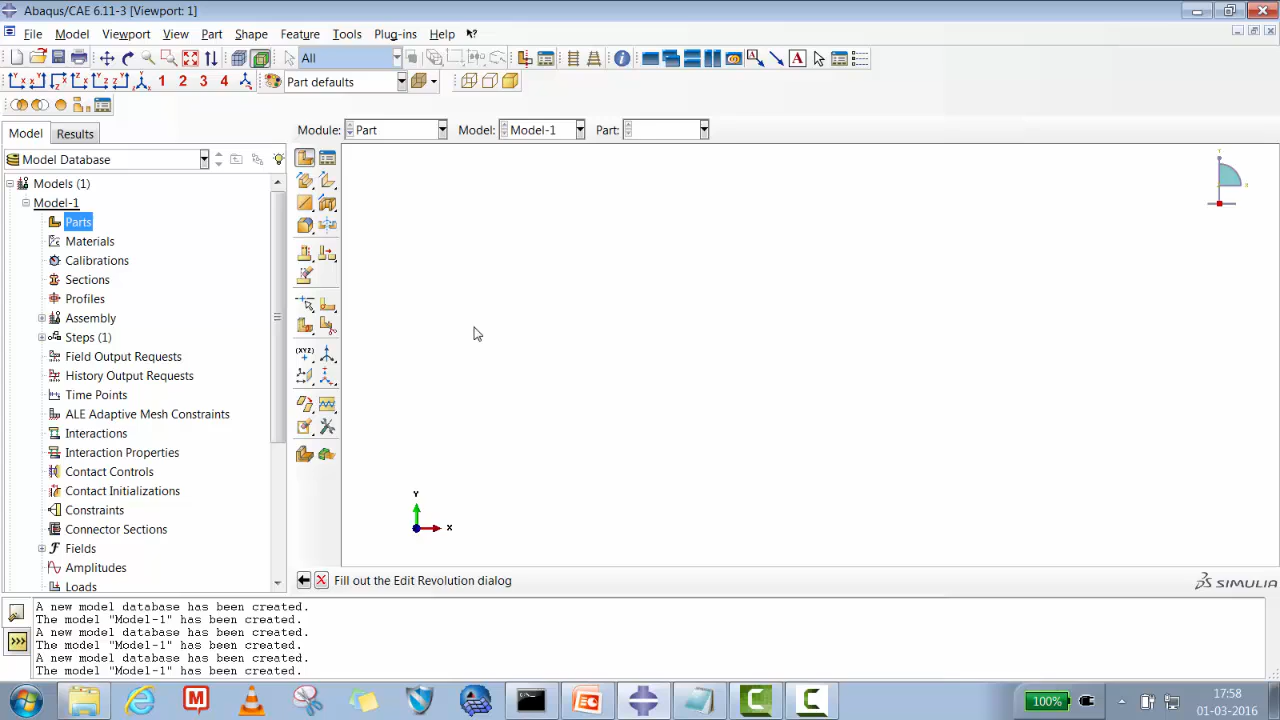 Abaqus/CAE 6.11-3 [Viewport: 1]
File Model Viewport View Part Shape Feature Tools Plug-ins Help
All
1 2 3 4 Part defaults
Model Results Module: Part Model: Model-1 Part:
Model Database
Models (1)
Model-1
Parts
Materials
Calibrations
Sections
Profiles
Assembly
Steps (1)
Field Output Requests
History Output Requests
Time Points
ALE Adaptive Mesh Constraints
Interactions
Interaction Properties
Contact Controls
Contact Initializations
Constraints
Connector Sections
Fields
Amplitudes
Loads
(XYZ)
Y
X
Fill out the Edit Revolution dialog
SIMULIA
A new model database has been created.
The model "Model-1" has been created.
A new model database has been created.
The model "Model-1" has been created.
A new model database has been created.
The model "Model-1" has been created.
100%
17:58
01-03-2016